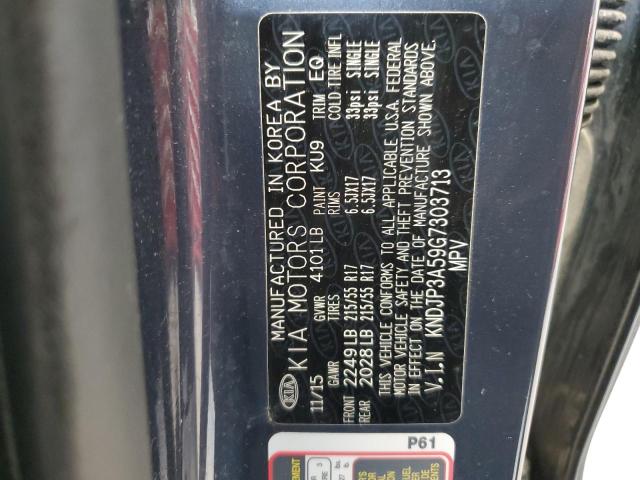 MANUFACTURED IN KOREA BY
KIA KIA MOTORS CORPORATION
11/15 GVWR 4101LB PAINT KU9 TRIM EQ
GAWR TIRES RIMS COLD TIRE INFL
FRONT 2249LB 215/55 R17 6.5JX17 33psi SINGLE
REAR 2028LB 215/55 R17 6.5JX17 33psi SINGLE
THIS VEHICLE CONFORMS TO ALL APPLICABLE U.S.A. FEDERAL
MOTOR VEHICLE SAFETY AND THEFT PREVENTION STANDARDS
IN EFFECT ON THE DATE OF MANUFACTURE SHOWN ABOVE.
V.I.N KNDJP3A59G7303713
MPV
P61